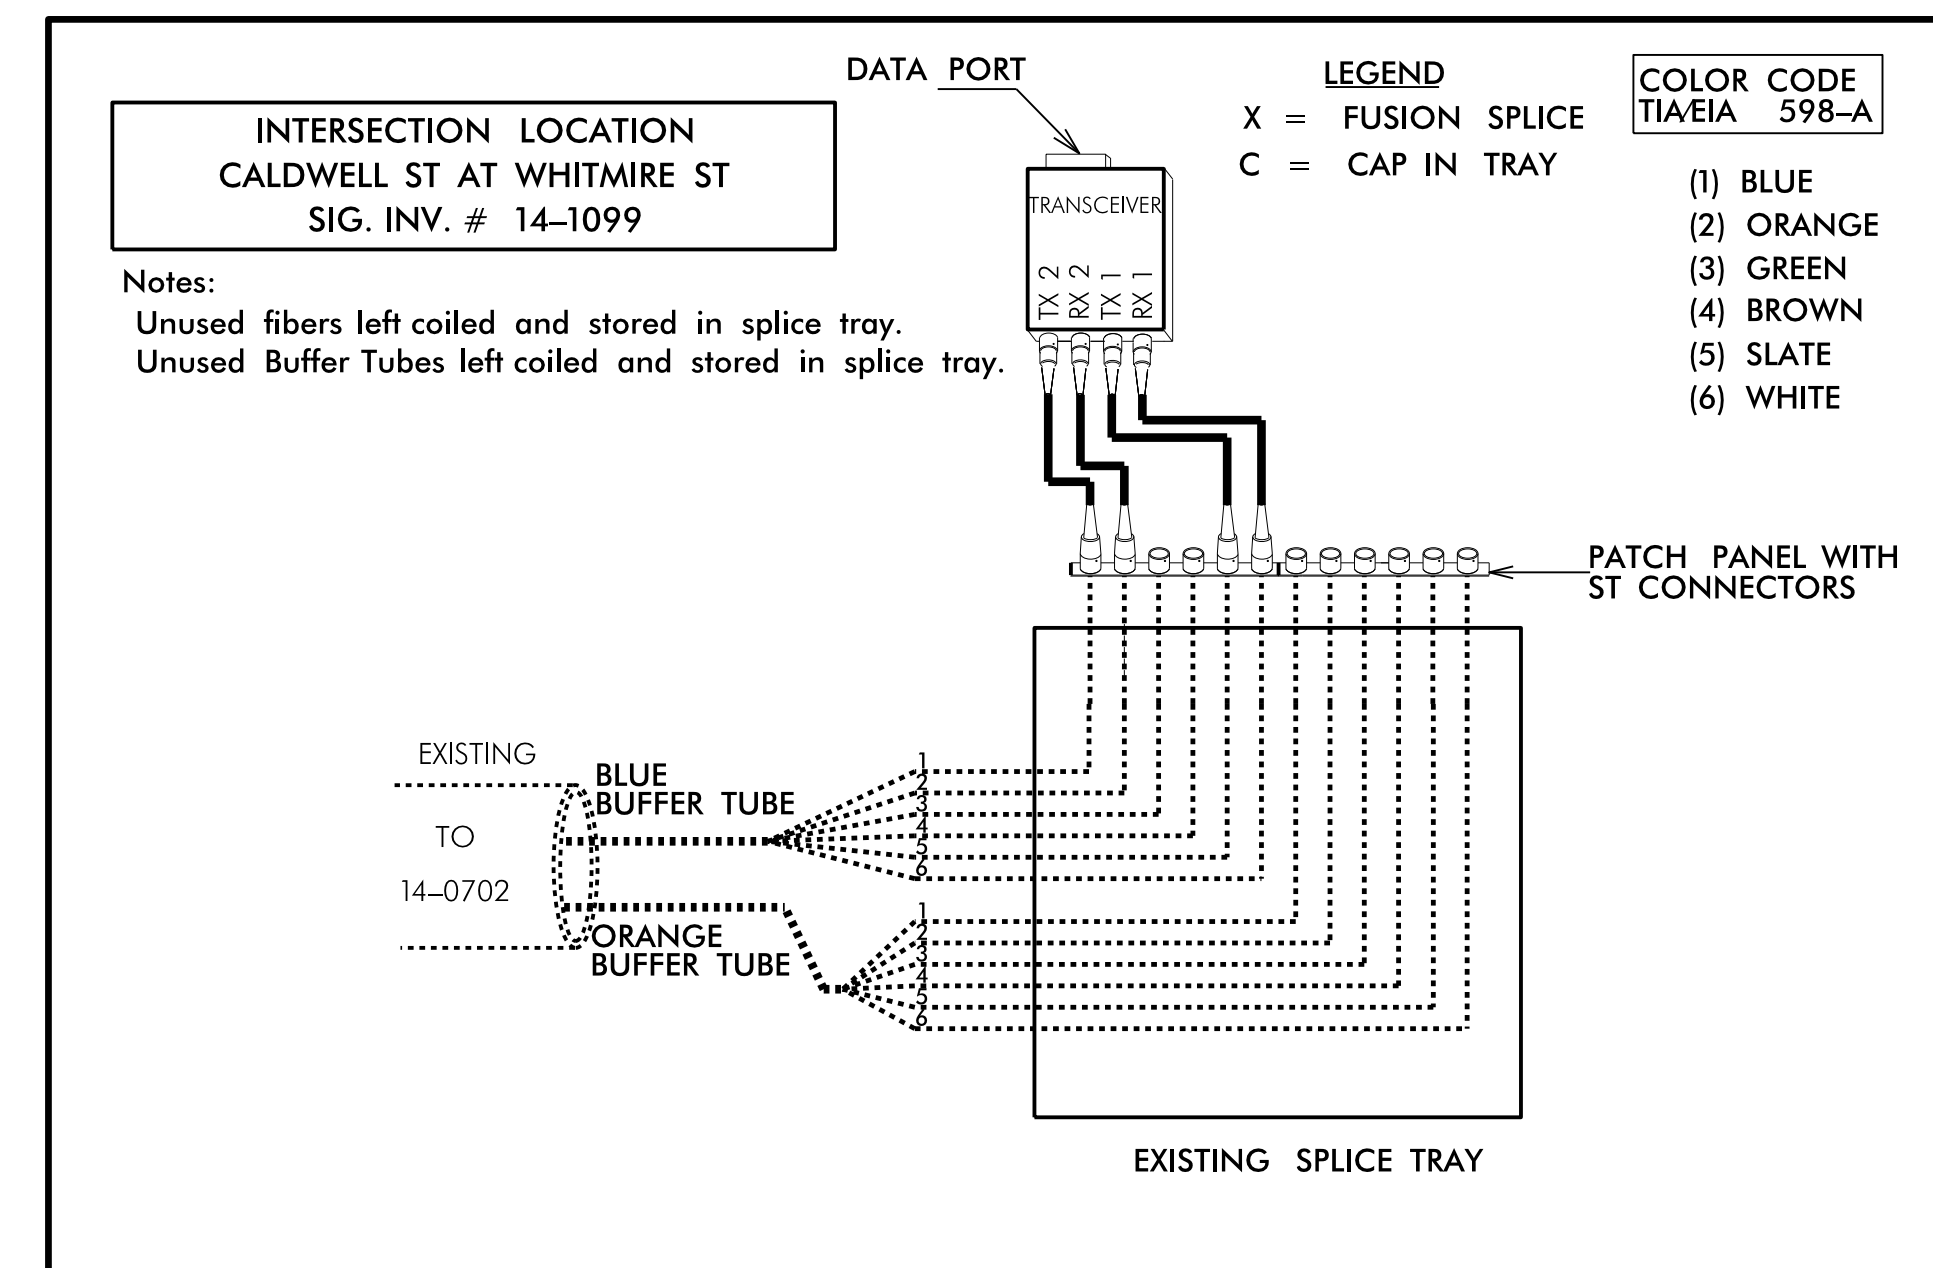 DATA PORT
INTERSECTION LOCATION
CALDWELL ST AT WHITMIRE ST
SIG. INV. # 14–1099
Notes:
Unused fibers left coiled and stored in splice tray.
Unused Buffer Tubes left coiled and stored in splice tray.
TRANSCEIVER
TX 2
RX 2
TX 1
RX 1
LEGEND
X = FUSION SPLICE
C = CAP IN TRAY
COLOR CODE
TIA/EIA 598–A
(1) BLUE
(2) ORANGE
(3) GREEN
(4) BROWN
(5) SLATE
(6) WHITE
PATCH PANEL WITH
ST CONNECTORS
EXISTING
TO
14–0702
BLUE
BUFFER TUBE
1
2
3
4
5
6
ORANGE
BUFFER TUBE
1
2
3
4
5
6
EXISTING SPLICE TRAY